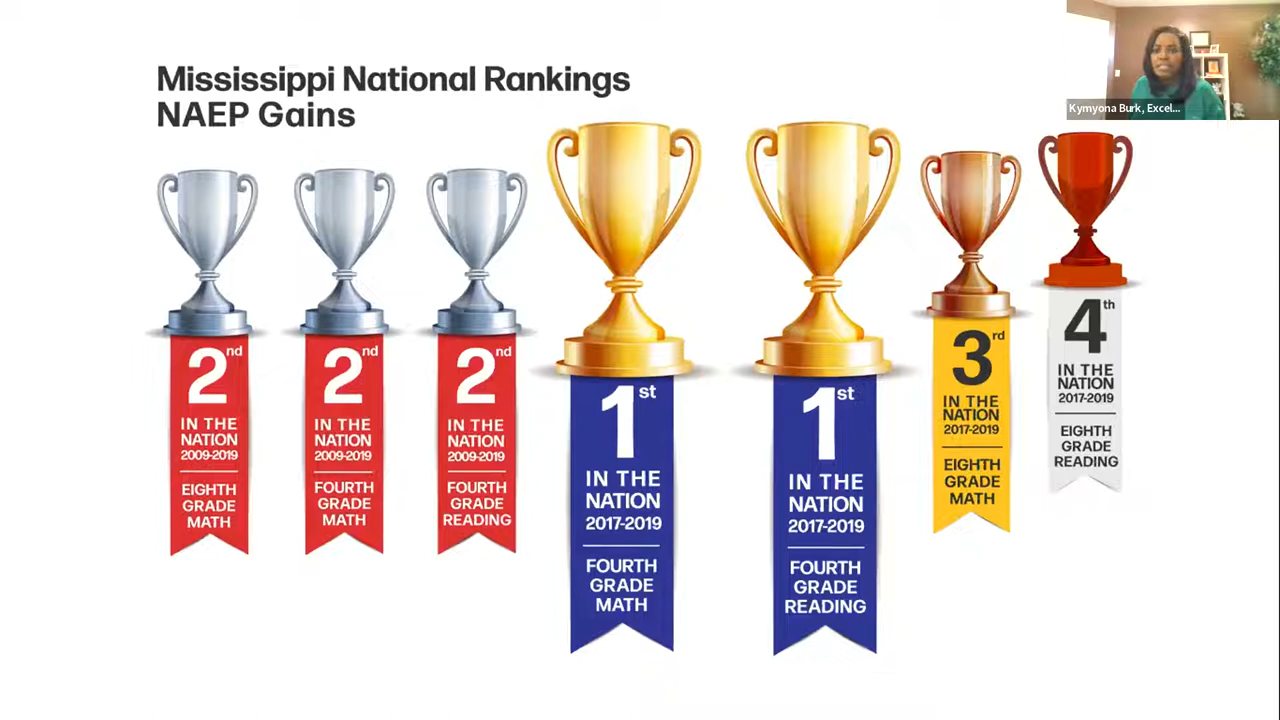 Mississippi National Rankings
NAEP Gains
Kymyona Burk, Excel...
2nd
IN THE
NATION
2009-2019
EIGHTH
GRADE
MATH
2nd
IN THE
NATION
2009-2019
FOURTH
GRADE
MATH
2nd
IN THE
NATION
2009-2019
FOURTH
GRADE
READING
1st
IN THE
NATION
2017-2019
FOURTH
GRADE
MATH
1st
IN THE
NATION
2017-2019
FOURTH
GRADE
READING
3rd
IN THE
NATION
2017-2019
EIGHTH
GRADE
MATH
4th
IN THE
NATION
2017-2019
EIGHTH
GRADE
READING